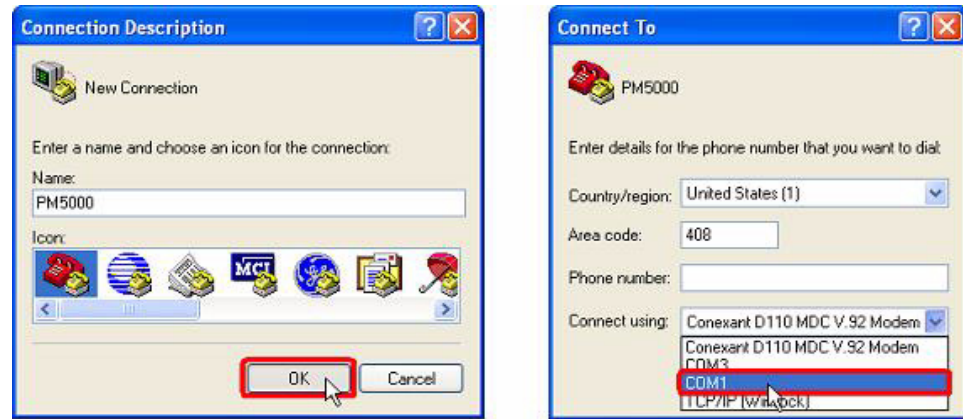 Connection Description
New Connection
Enter a name and choose an icon for the connection:
Name:
PM5000
Icon:
MCI
OK
Cancel
Connect To
PM5000
Enter details for the phone number that you want to dial:
Country/region:
United States (1)
Area code:
408
Phone number:
Connect using:
Conexant D110 MDC V.92 Modem
Conexant D110 MDC V.92 Modem
COM3
COM1
TCP/IP (Winsock)